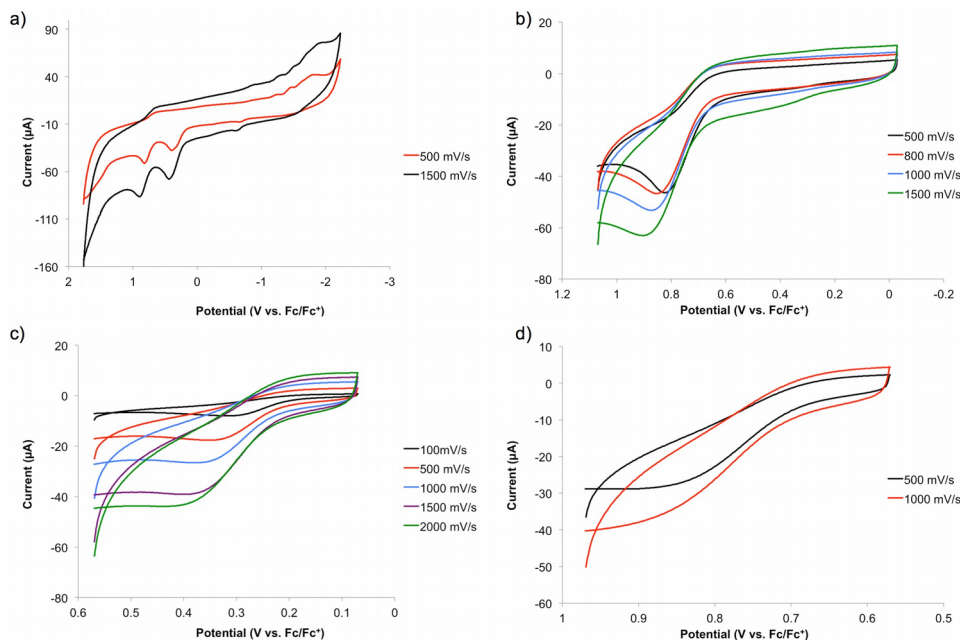 a)
90
40
-10
-60
-110
-160
2
1
0
-1
-2
-3
Current (µA)
Potential (V vs. Fc/Fc⁺)
500 mV/s
1500 mV/s
b)
20
0
-20
-40
-60
-80
1.2
1
0.8
0.6
0.4
0.2
0
-0.2
Current (µA)
Potential (V vs. Fc/Fc⁺)
500 mV/s
800 mV/s
1000 mV/s
1500 mV/s
c)
20
0
-20
-40
-60
-80
0.6
0.5
0.4
0.3
0.2
0.1
0
Current (µA)
Potential (V vs. Fc/Fc⁺)
100mV/s
500 mV/s
1000 mV/s
1500 mV/s
2000 mV/s
d)
10
0
-10
-20
-30
-40
-50
-60
1
0.9
0.8
0.7
0.6
0.5
Current (µA)
Potential (V vs. Fc/Fc⁺)
500 mV/s
1000 mV/s